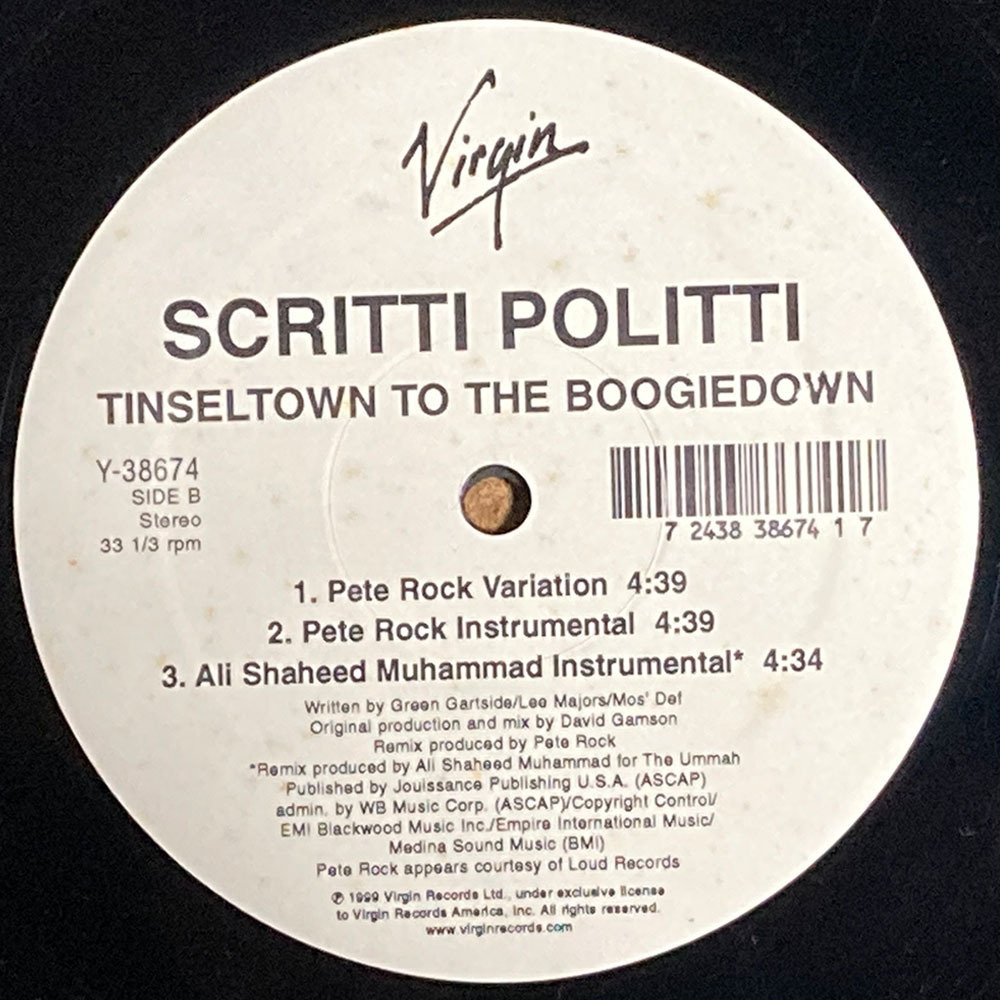 Virgin
SCRITTI POLITTI
TINSELTOWN TO THE BOOGIEDOWN
Y-38674
SIDE B
Stereo
33 1/3 rpm
7 2438 38674 1 7
1. Pete Rock Variation 4:39
2. Pete Rock Instrumental 4:39
3. Ali Shaheed Muhammad Instrumental* 4:34
Written by Green Gartside/Lee Majors/Mos' Def
Original production and mix by David Gamson
Remix produced by Pete Rock
*Remix produced by Ali Shaheed Muhammad for The Ummah
Published by Jouissance Publishing U.S.A. (ASCAP)
admin. by WB Music Corp. (ASCAP)/Copyright Control/
EMI Blackwood Music Inc./Empire International Music/
Medina Sound Music (BMI)
Pete Rock appears courtesy of Loud Records
℗ 1999 Virgin Records Ltd., under exclusive license
to Virgin Records America, Inc. All rights reserved.
www.virginrecords.com